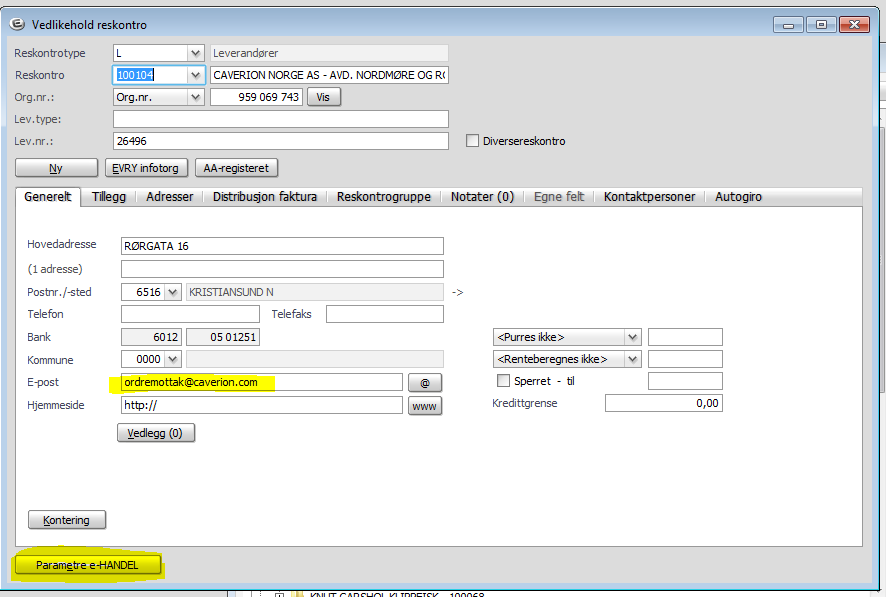 Vedlikehold reskontro
Reskontrotype L Leverandører
Reskontro 100104 CAVERION NORGE AS - AVD. NORDMØRE OG RO
Org.nr.: Org.nr. 959 069 743 Vis
Lev.type:
Lev.nr.: 26496 Diversereskontro
Ny EVRY infotorg AA-registeret
Generelt Tillegg Adresser Distribusjon faktura Reskontrogruppe Notater (0) Egne felt Kontaktpersoner Autogiro
Hovedadresse RØRGATA 16
(1 adresse)
Postnr./-sted 6516 KRISTIANSUND N ->
Telefon Telefaks
Bank 6012 05 01251 <Purres ikke>
Kommune 0000 <Renteberegnes ikke>
E-post ordremottak@caverion.com @ Sperret - til
Hjemmeside http:// www Kredittgrense 0,00
Vedlegg (0)
Kontering
Parametre e-HANDEL